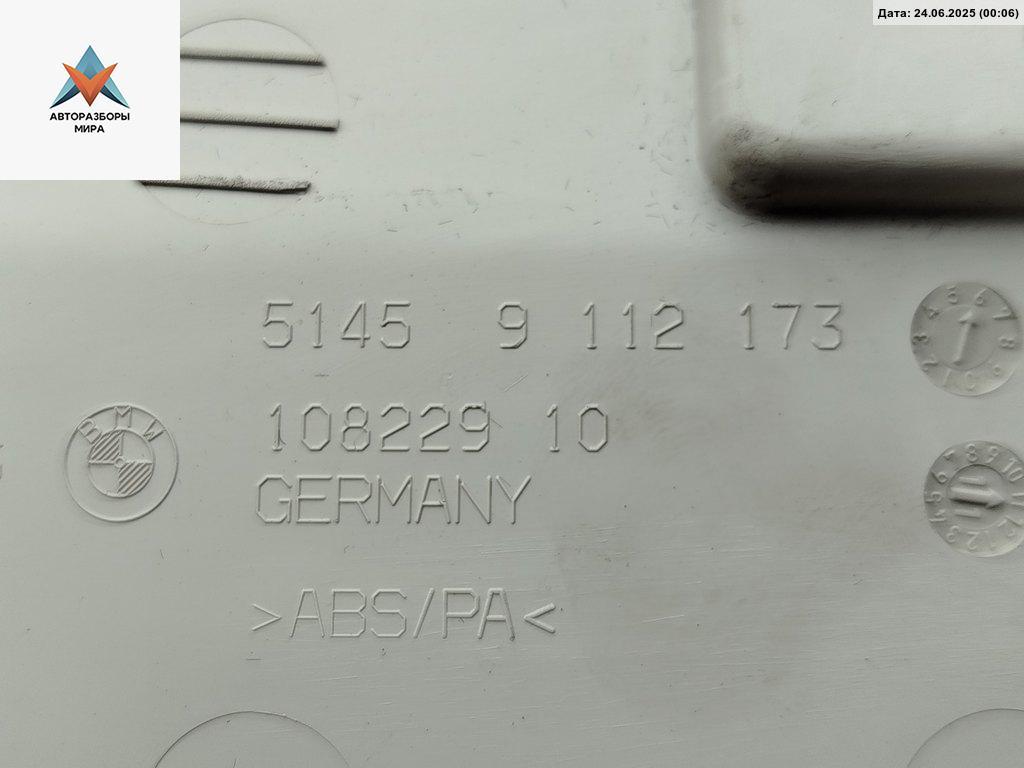 Дата: 24.06.2025 (00:06)
АВТОРАЗБОРЫ
МИРА
5145 9 112 173
108229 10
BMW
GERMANY
>ABS/PA<